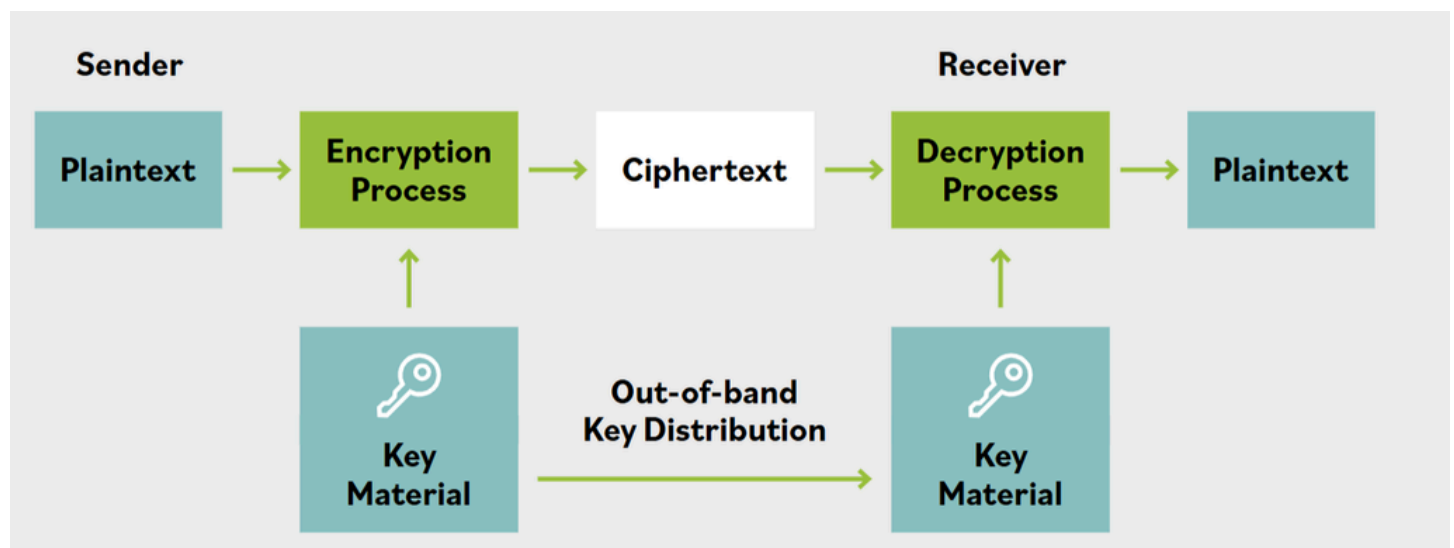 Sender
Receiver
Plaintext
Encryption
Process
Ciphertext
Decryption
Process
Plaintext
Key
Material
Out-of-band
Key Distribution
Key
Material